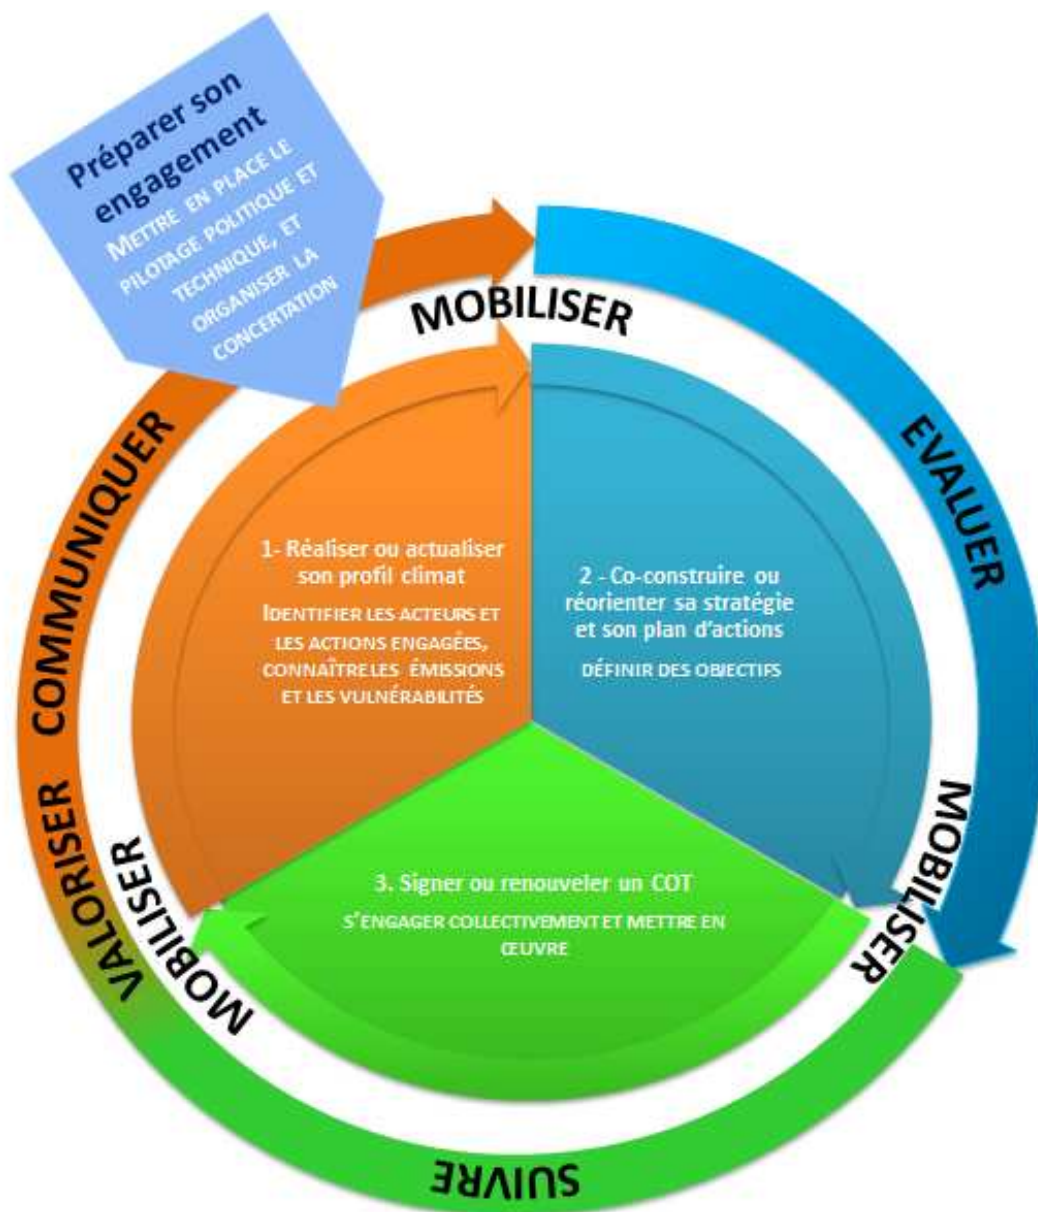 Préparer son
engagement
METTRE EN PLACE LE
PILOTAGE POLITIQUE ET
TECHNIQUE, ET
ORGANISER LA
CONCERTATION
MOBILISER
EVALUER
COMMUNIQUER
1- Réaliser ou actualiser
son profil climat
IDENTIFIER LES ACTEURS ET
LES ACTIONS ENGAGÉES,
CONNAÎTRE LES ÉMISSIONS
ET LES VULNÉRABILITÉS
2 - Co-construire ou
réorienter sa stratégie
et son plan d'actions
DÉFINIR DES OBJECTIFS
VALORISER
MOBILISER
MOBILISER
3. Signer ou renouveler un COT
S'ENGAGER COLLECTIVEMENT ET METTRE EN
ŒUVRE
SUIVRE